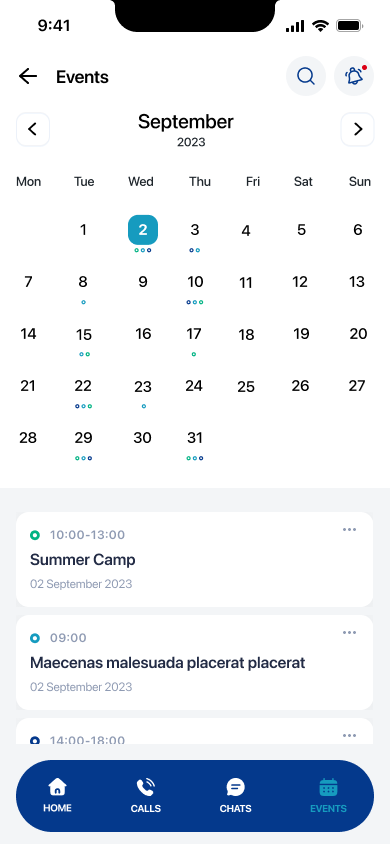 9:41
Events
September
2023
Mon Tue Wed Thu Fri Sat Sun
1 2 3 4 5 6
7 8 9 10 11 12 13
14 15 16 17 18 19 20
21 22 23 24 25 26 27
28 29 30 31
10:00-13:00
Summer Camp
02 September 2023
09:00
Maecenas malesuada placerat placerat
02 September 2023
14:00-18:00
HOME CALLS CHATS EVENTS